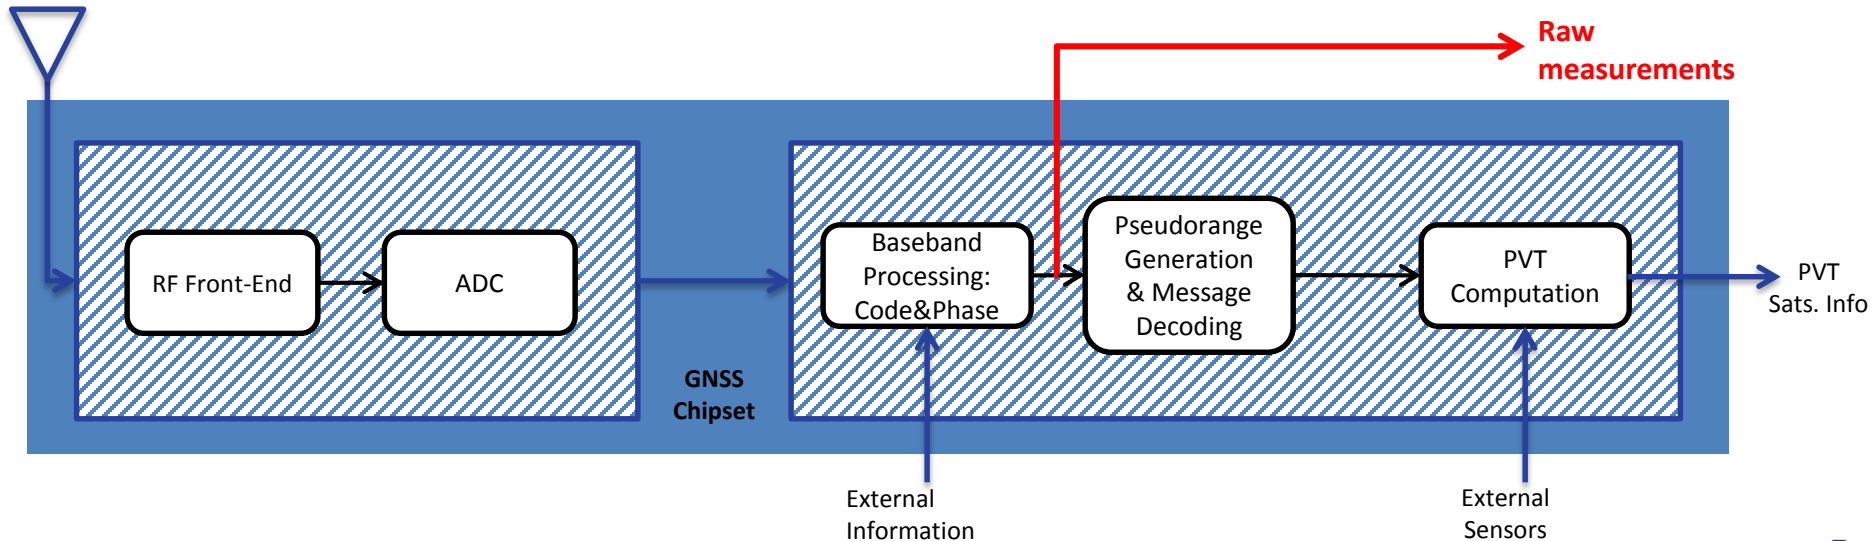 Raw
measurements
RF Front-End
ADC
GNSS
Chipset
Baseband
Processing:
Code&Phase
Pseudorange
Generation
& Message
Decoding
PVT
Computation
PVT
Sats. Info
External
Information
External
Sensors